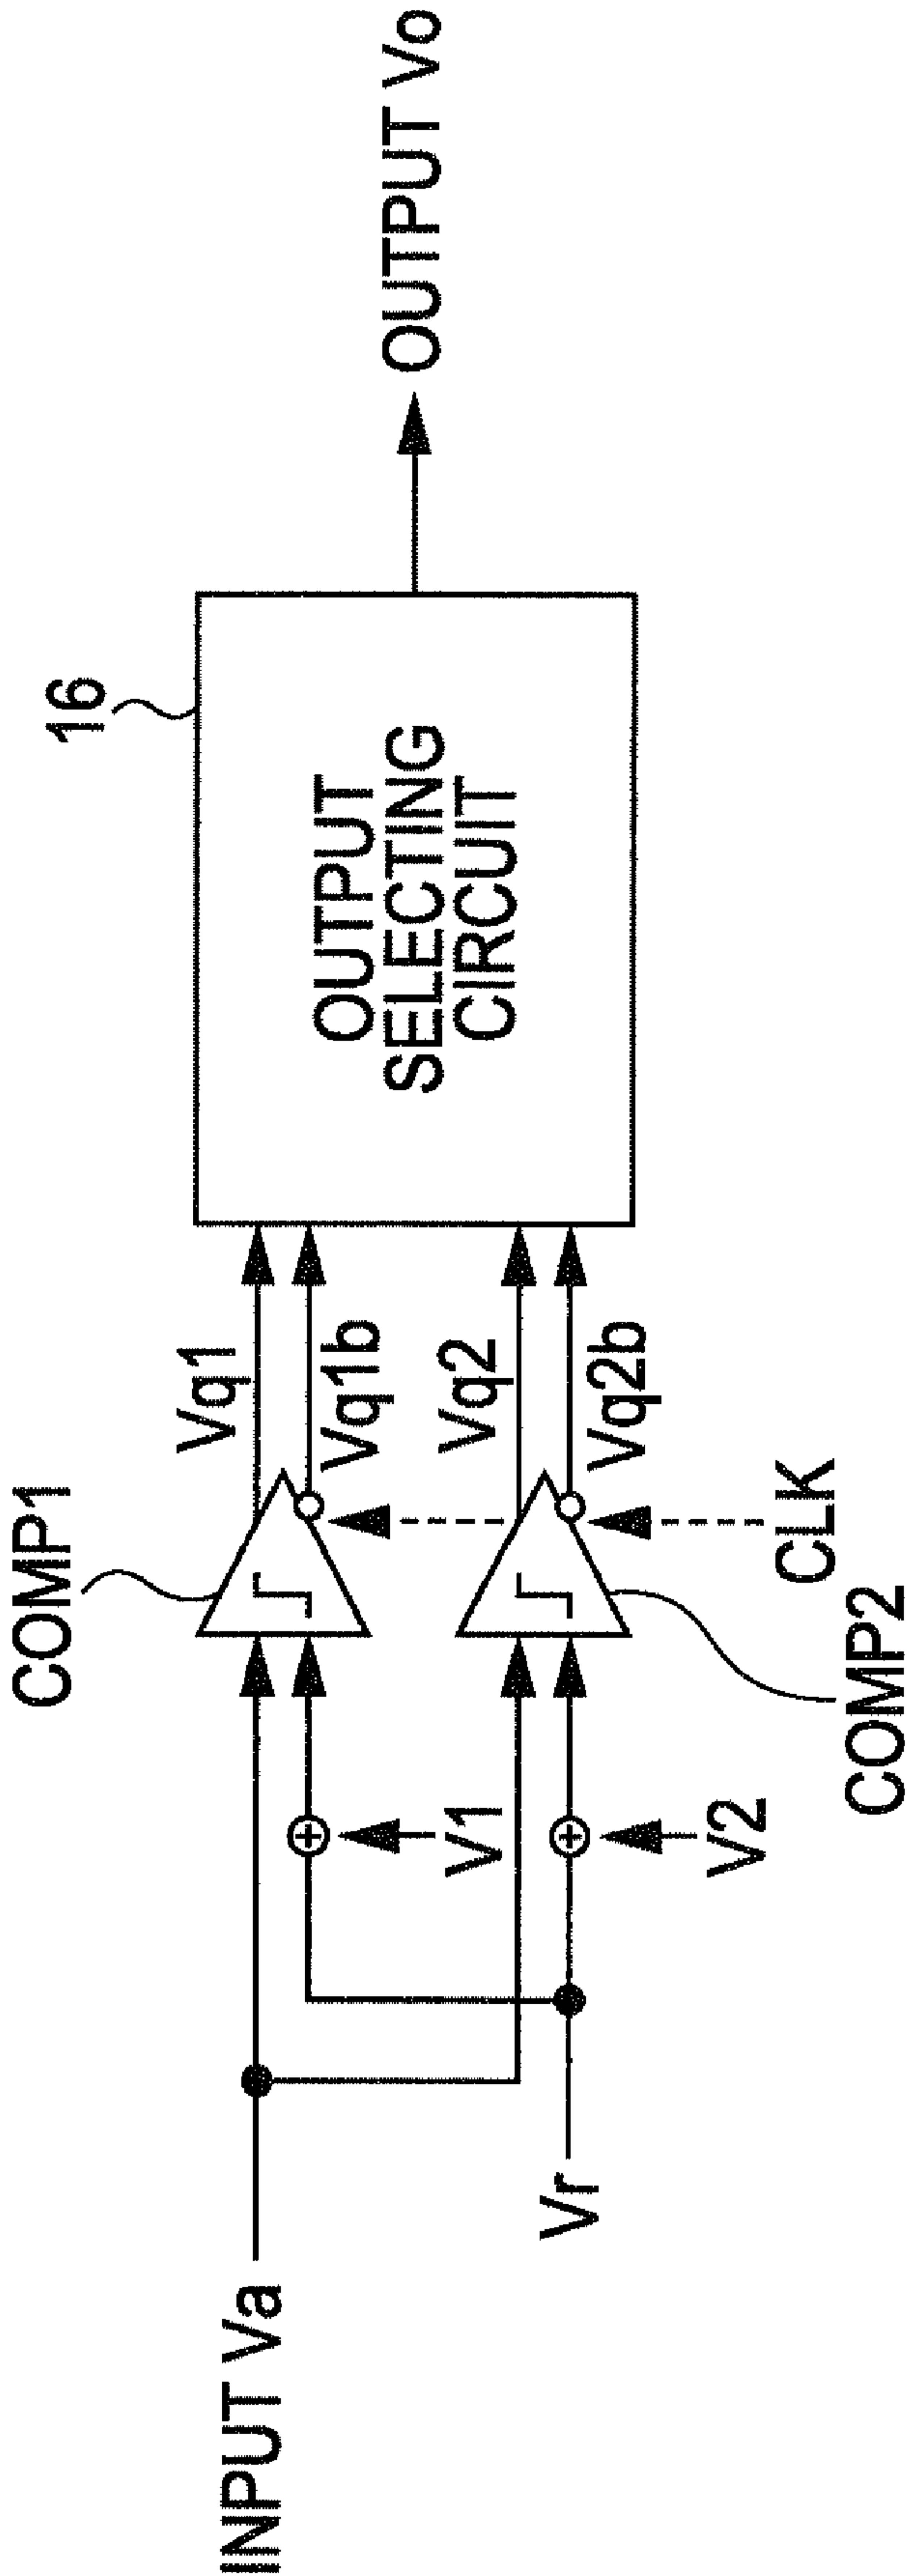 INPUT Va
Vr
V1
V2
COMP1
COMP2
CLK
Vq1
Vq1b
Vq2
Vq2b
16
OUTPUT
SELECTING
CIRCUIT
OUTPUT Vo